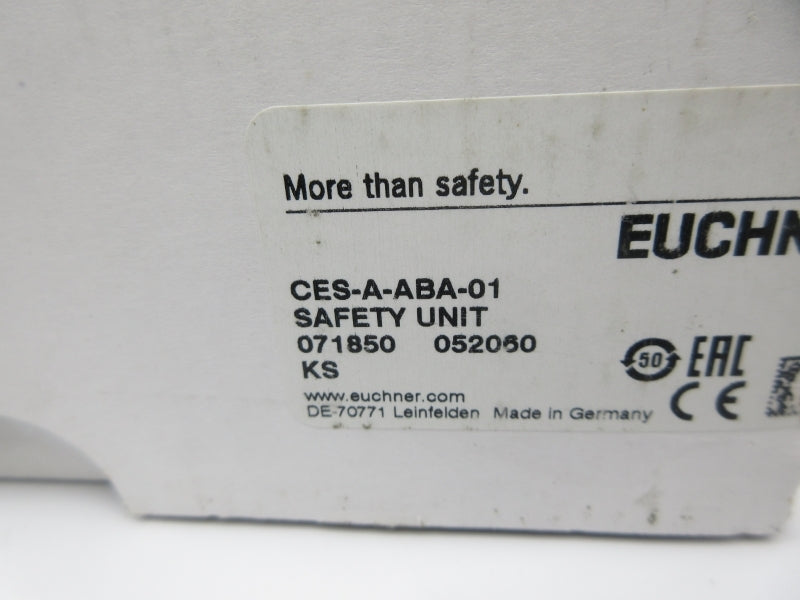 More than safety.
EUCHN
CES-A-ABA-01
SAFETY UNIT
071850 052060
KS
50 EAC
www.euchner.com
DE-70771 Leinfelden Made in Germany CE